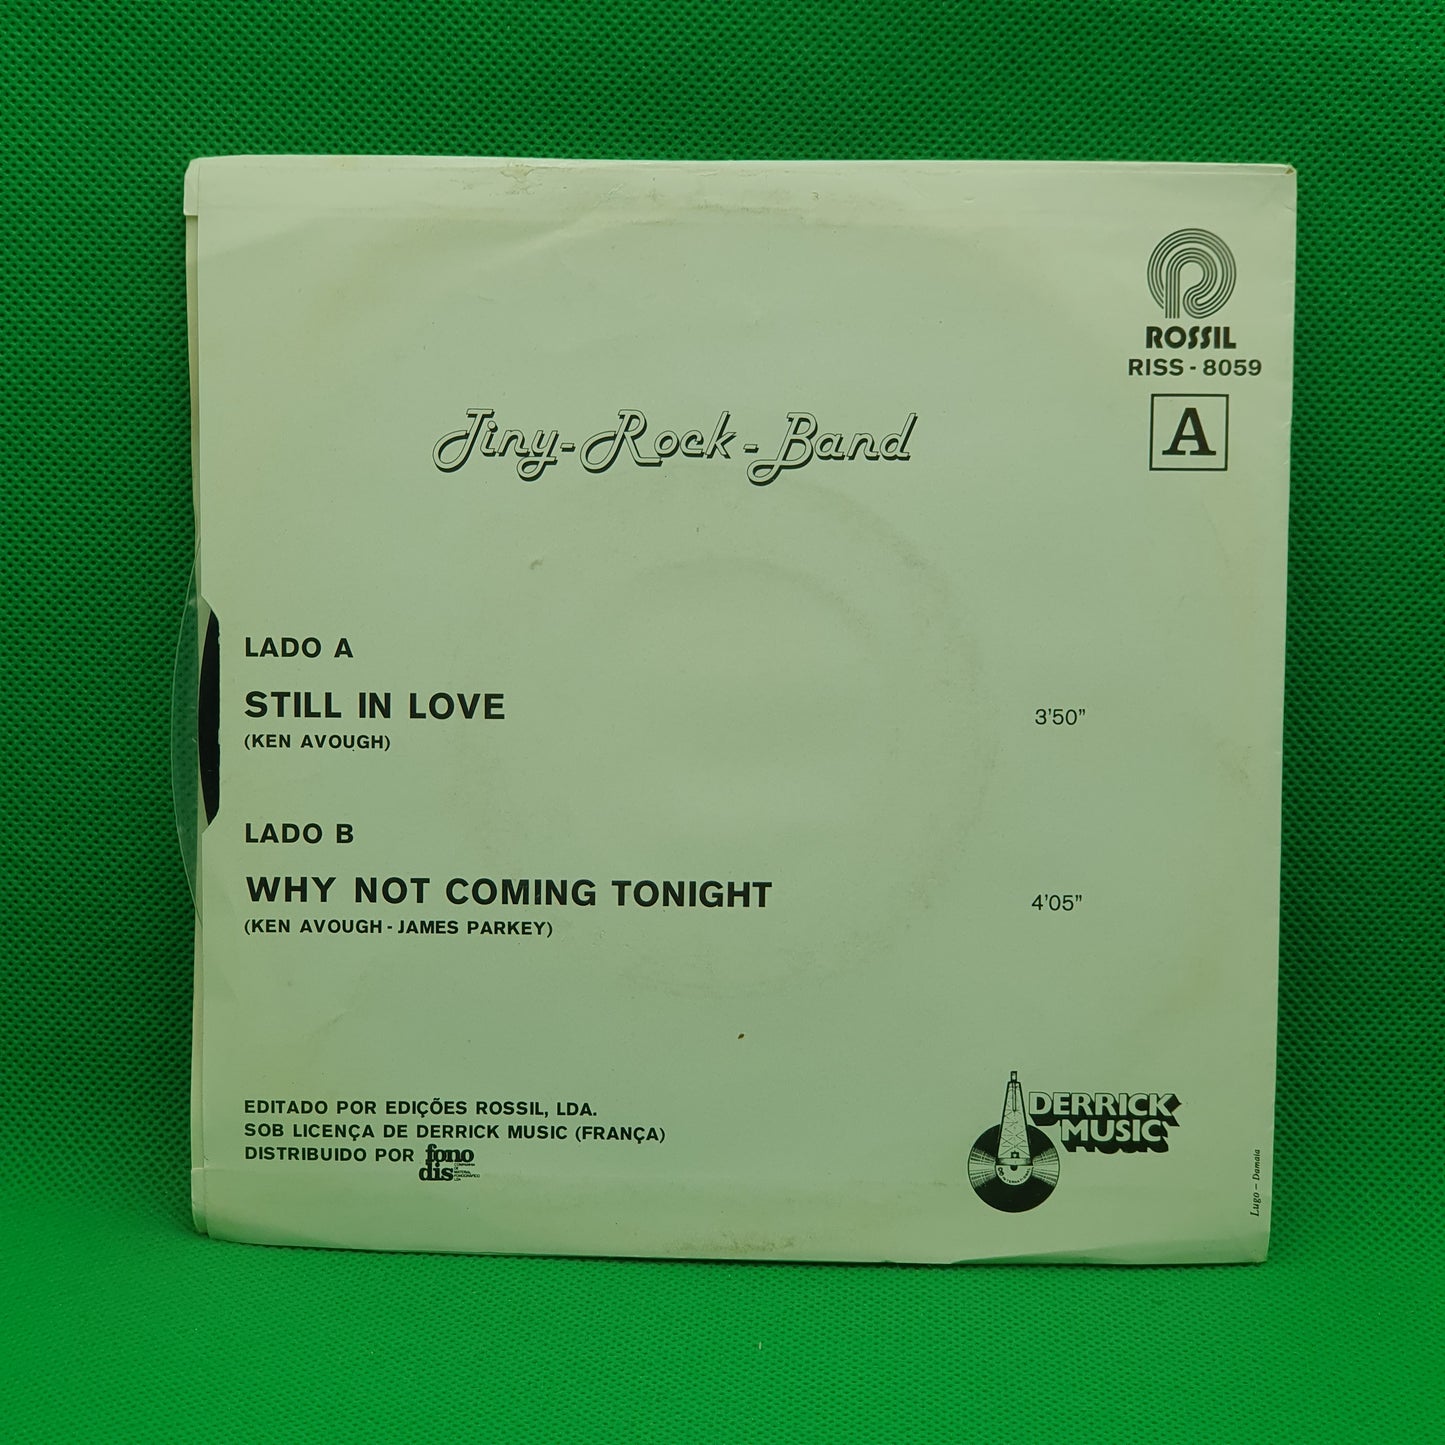 ROSSIL
RISS - 8059
A
Tiny-Rock-Band
LADO A
STILL IN LOVE
3’50”
(KEN AVOUGH)
LADO B
WHY NOT COMING TONIGHT
4’05”
(KEN AVOUGH - JAMES PARKEY)
EDITADO POR EDIÇÕES ROSSIL, LDA.
SOB LICENÇA DE DERRICK MUSIC (FRANÇA)
DISTRIBUIDO POR fono
dis
DERRICK
MUSIC
Lugo – Damaia